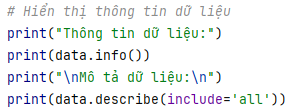 # Hiển thị thông tin dữ liệu
print("Thông tin dữ liệu:")
print(data.info())
print("\nMô tả dữ liệu:\n")
print(data.describe(include='all'))